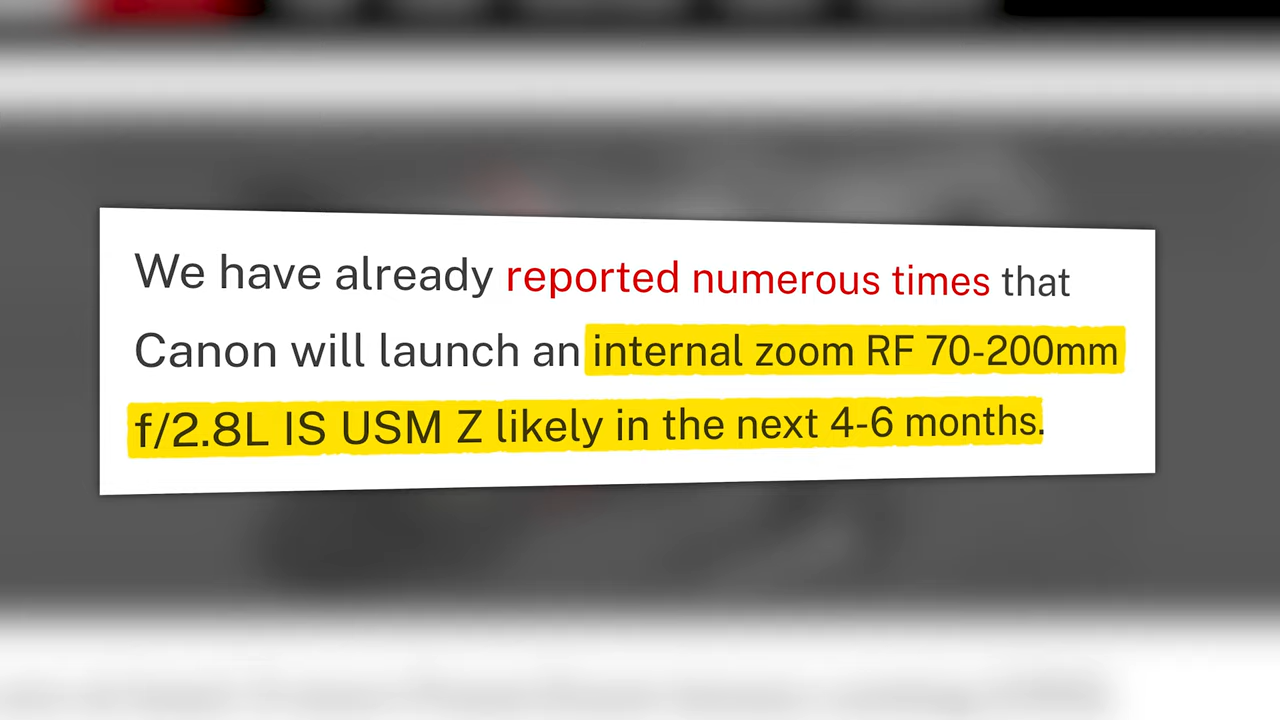 We have already reported numerous times that
Canon will launch an internal zoom RF 70-200mm
f/2.8L IS USM Z likely in the next 4-6 months.